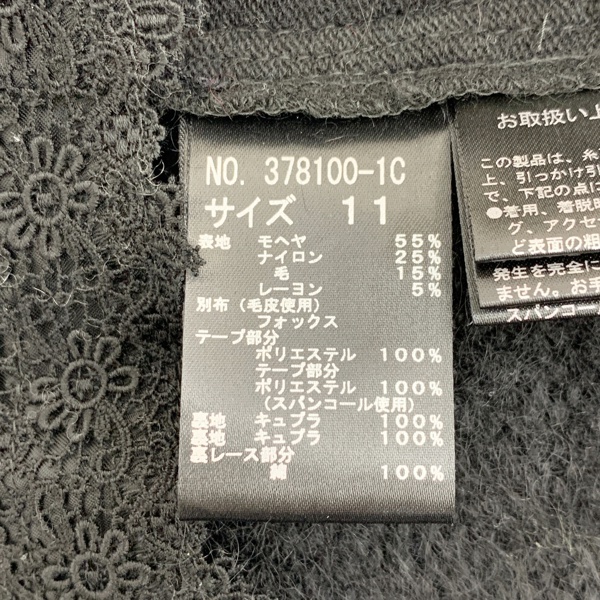 NO. 378100-1C
サイズ 11
表地 モヘヤ 55%
ナイロン 25%
毛 15%
レーヨン 5%
別布(毛皮使用)
フォックス
テープ部分
ポリエステル 100%
テープ部分
ポリエステル 100%
(スパンコール使用)
裏地 キュプラ 100%
裏地 キュプラ 100%
裏レース部分
綿 100%
お取扱い上
この製品は、糸
上、引っかけ引
で、下記の点に
●着用、着脱時
グ、アクセサ
ど表面の粗
発生を完全に
ません。お手
スパンコール